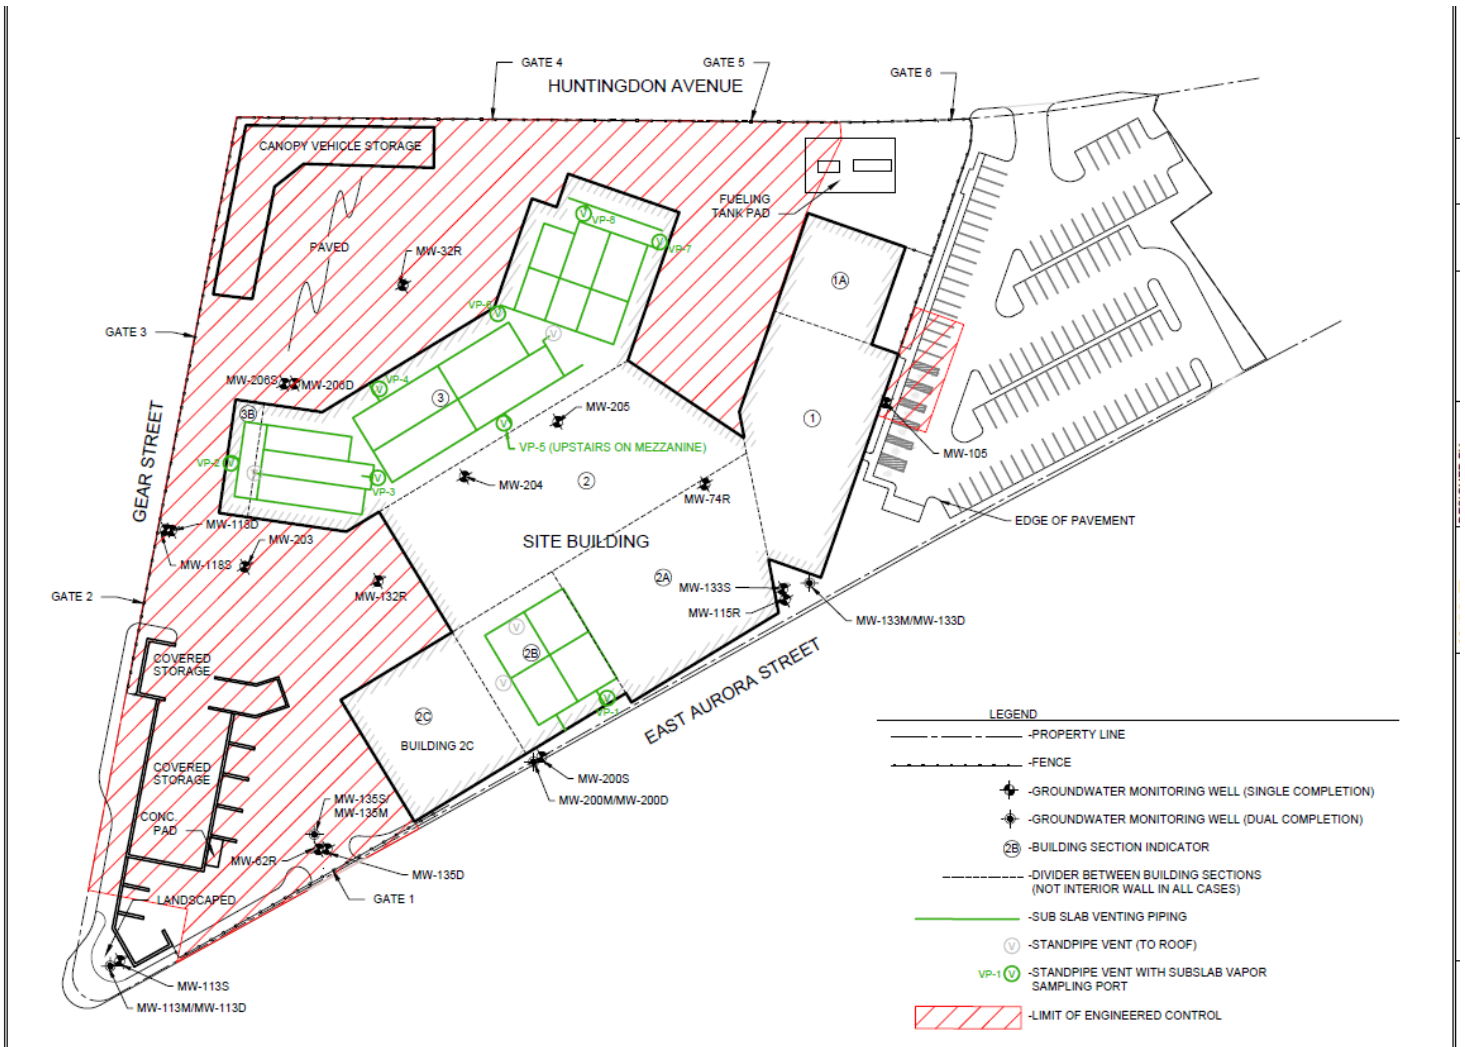 GATE 4
GATE 5
GATE 6
HUNTINGDON AVENUE
CANOPY VEHICLE STORAGE
FUELING
TANK PAD
PAVED
MW-32R
VP-8
VP-7
VP-6
1A
GATE 3
MW-206S
MW-206D
VP-4
3
3B
MW-205
1
VP-5 (UPSTAIRS ON MEZZANINE)
MW-105
VP-2
VP-3
MW-204
2
MW-74R
GEAR STREET
EDGE OF PAVEMENT
MW-118D
MW-203
SITE BUILDING
MW-118S
2A
MW-133S
GATE 2
MW-132R
MW-115R
MW-133M/MW-133D
COVERED
STORAGE
2B
EAST AURORA STREET
VP-1
2C
BUILDING 2C
COVERED
STORAGE
MW-200S
MW-200M/MW-200D
MW-135S/
MW-135M
CONC.
PAD
MW-62R
MW-135D
GATE 1
LANDSCAPED
MW-113S
MW-113M/MW-113D
LEGEND
-PROPERTY LINE
-FENCE
-GROUNDWATER MONITORING WELL (SINGLE COMPLETION)
-GROUNDWATER MONITORING WELL (DUAL COMPLETION)
2B -BUILDING SECTION INDICATOR
-DIVIDER BETWEEN BUILDING SECTIONS
(NOT INTERIOR WALL IN ALL CASES)
-SUB SLAB VENTING PIPING
V -STANDPIPE VENT (TO ROOF)
VP-1 V -STANDPIPE VENT WITH SUBSLAB VAPOR
SAMPLING PORT
-LIMIT OF ENGINEERED CONTROL